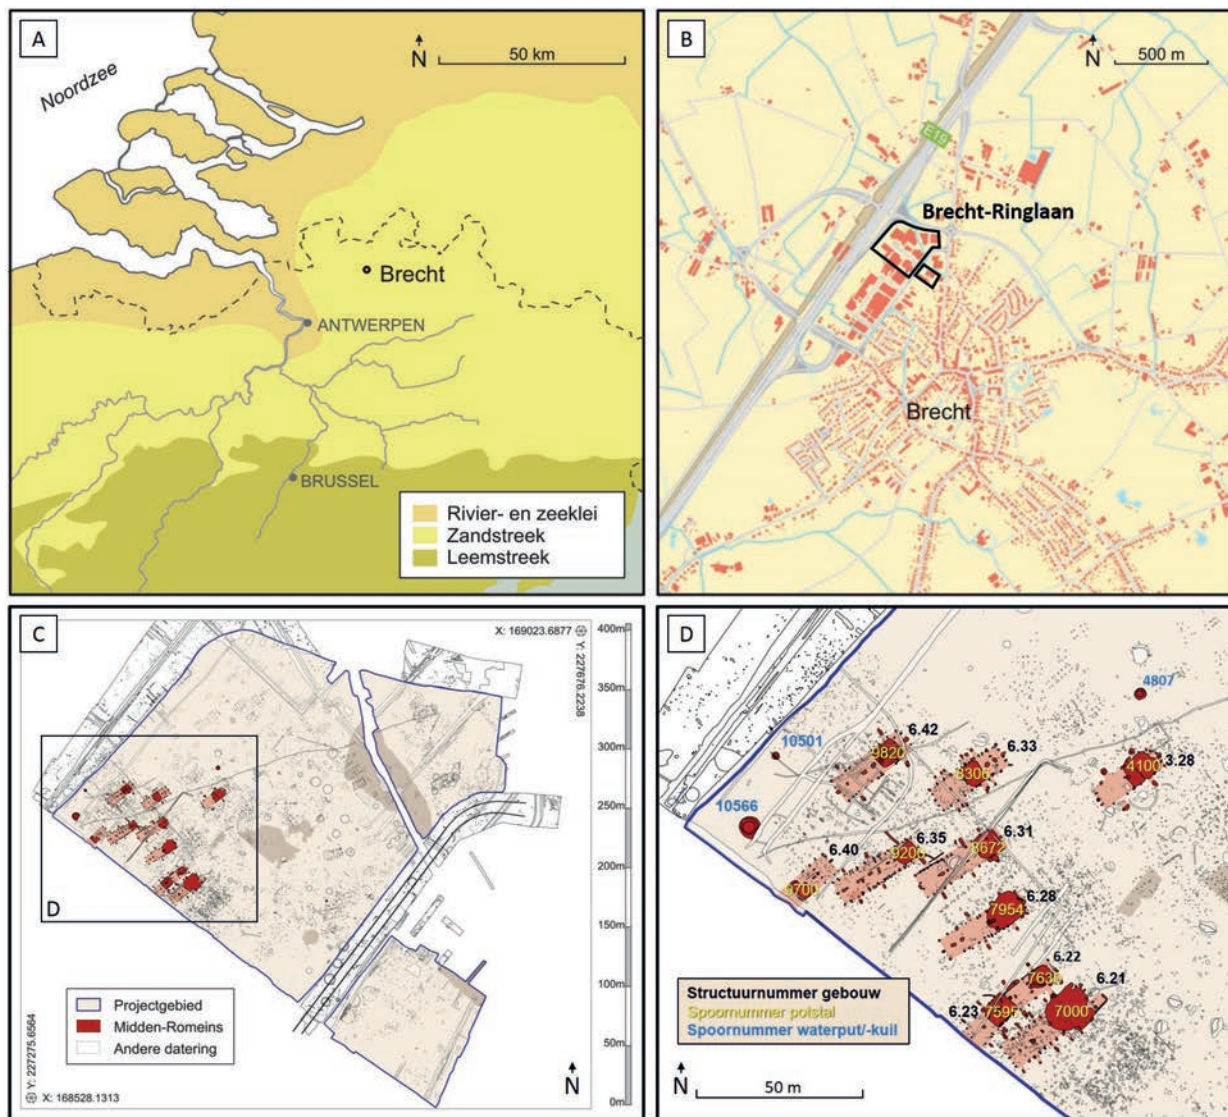 A
N
50 km
Noordzee
Brecht
ANTWERPEN
BRUSSEL
Rivier- en zeeklei
Zandstreek
Leemstreek
B
N
500 m
E19
Brecht-Ringlaan
Brecht
C
X: 169023.6877
Y: 227676.2238
400m
350m
300m
250m
200m
150m
100m
50m
0m
D
Projectgebied
Midden-Romeins
Andere datering
Y: 227275.6564
X: 168528.1313
N
D
4807
10501
6.42
9820
6.33
8306
4100
3.28
10566
6.40
6.35
9206
6.31
8672
9700
6.28
7954
6.22
7636
6.21
6.23
7595
7000
Structuurnummer gebouw
Spoornummer potstal
Spoornummer waterput/-kuil
N
50 m